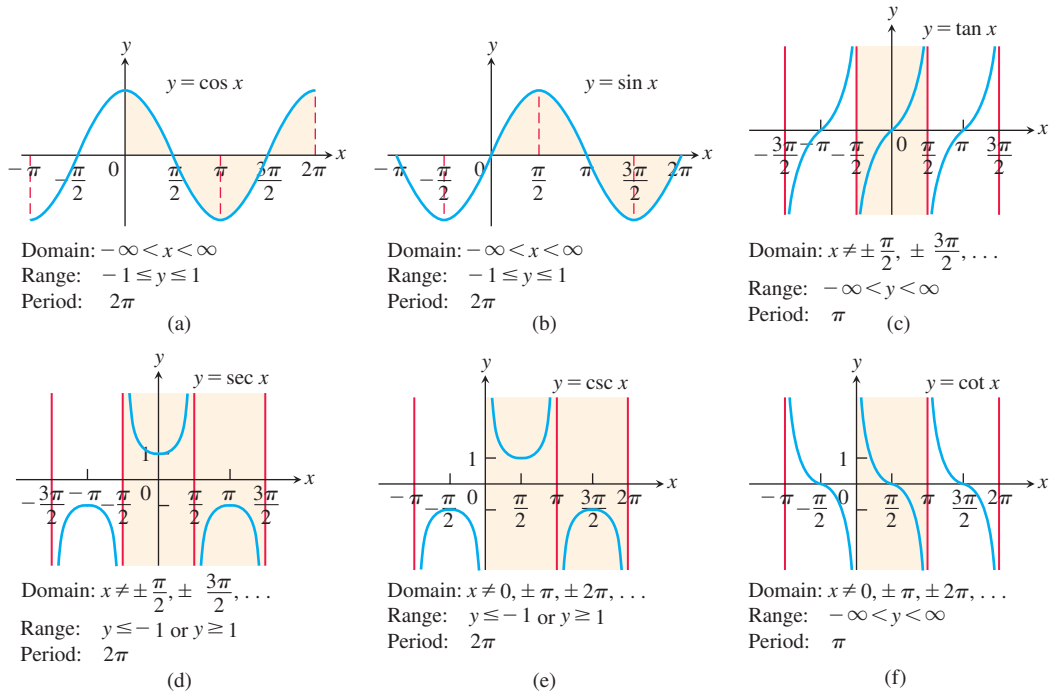 y
y = cos x
x
−π
−π/2
0
π/2
π
3π/2
2π
Domain: −∞ < x < ∞
Range: −1 ≤ y ≤ 1
Period: 2π
(a)
y
y = sin x
x
−π
−π/2
0
π/2
π
3π/2
2π
Domain: −∞ < x < ∞
Range: −1 ≤ y ≤ 1
Period: 2π
(b)
y
y = tan x
x
−3π/2
−π
−π/2
0
π/2
π
3π/2
Domain: x ≠ ± π/2, ± 3π/2, . . .
Range: −∞ < y < ∞
Period: π
(c)
y
y = sec x
1
x
−3π/2
−π
−π/2
0
π/2
π
3π/2
Domain: x ≠ ± π/2, ± 3π/2, . . .
Range: y ≤ −1 or y ≥ 1
Period: 2π
(d)
y
y = csc x
1
x
−π
−π/2
0
π/2
π
3π/2
2π
Domain: x ≠ 0, ± π, ± 2π, . . .
Range: y ≤ −1 or y ≥ 1
Period: 2π
(e)
y
y = cot x
1
x
−π
−π/2
0
π/2
π
3π/2
2π
Domain: x ≠ 0, ± π, ± 2π, . . .
Range: −∞ < y < ∞
Period: π
(f)